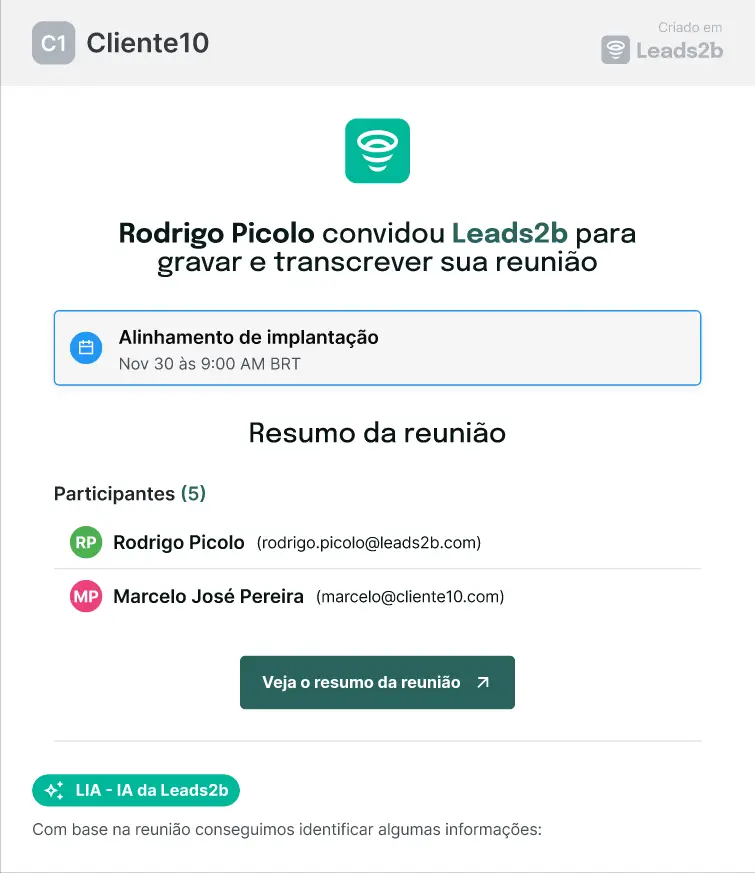 C1 Cliente10
Criado em
Leads2b
Rodrigo Picolo convidou Leads2b para
gravar e transcrever sua reunião
Alinhamento de implantação
Nov 30 às 9:00 AM BRT
Resumo da reunião
Participantes (5)
RP Rodrigo Picolo (rodrigo.picolo@leads2b.com)
MP Marcelo José Pereira (marcelo@cliente10.com)
Veja o resumo da reunião
LIA - IA da Leads2b
Com base na reunião conseguimos identificar algumas informações: